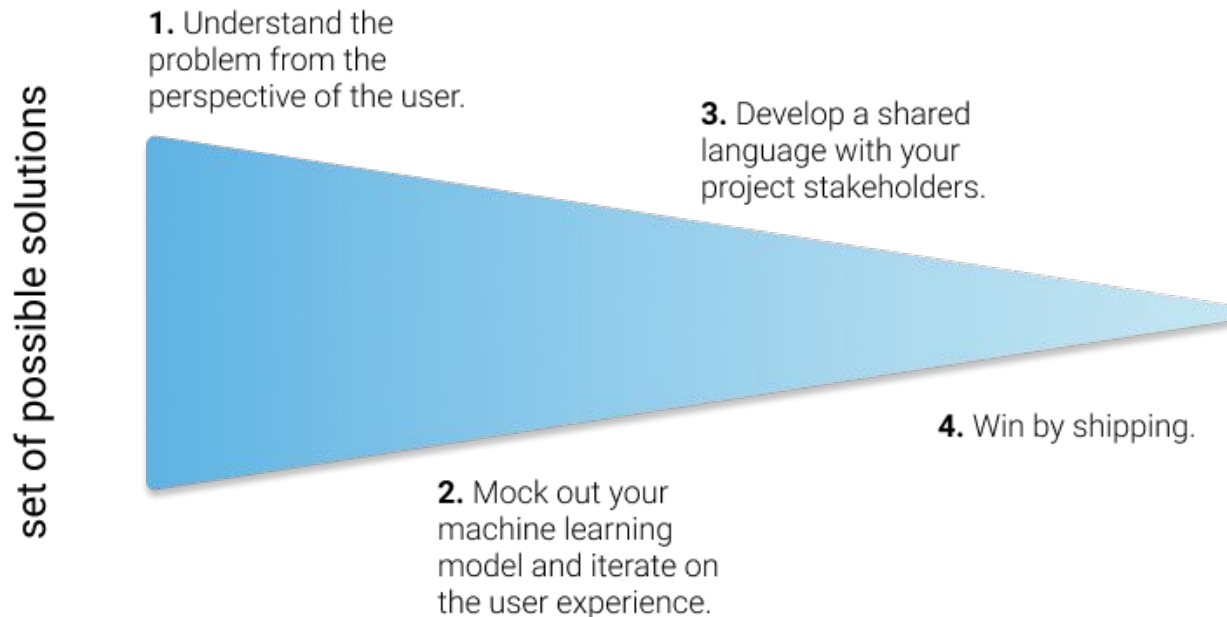 set of possible solutions
1. Understand the
problem from the
perspective of the user.
3. Develop a shared
language with your
project stakeholders.
2. Mock out your
machine learning
model and iterate on
the user experience.
4. Win by shipping.